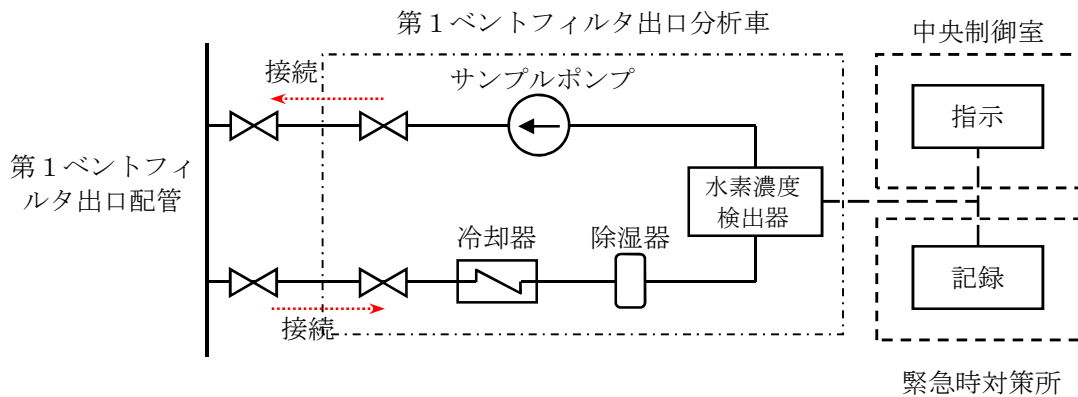 第１ベントフィルタ出口分析車
中央制御室
接続
サンプルポンプ
指示
第１ベントフィ
ルタ出口配管
水素濃度
検出器
冷却器
除湿器
記録
接続
緊急時対策所